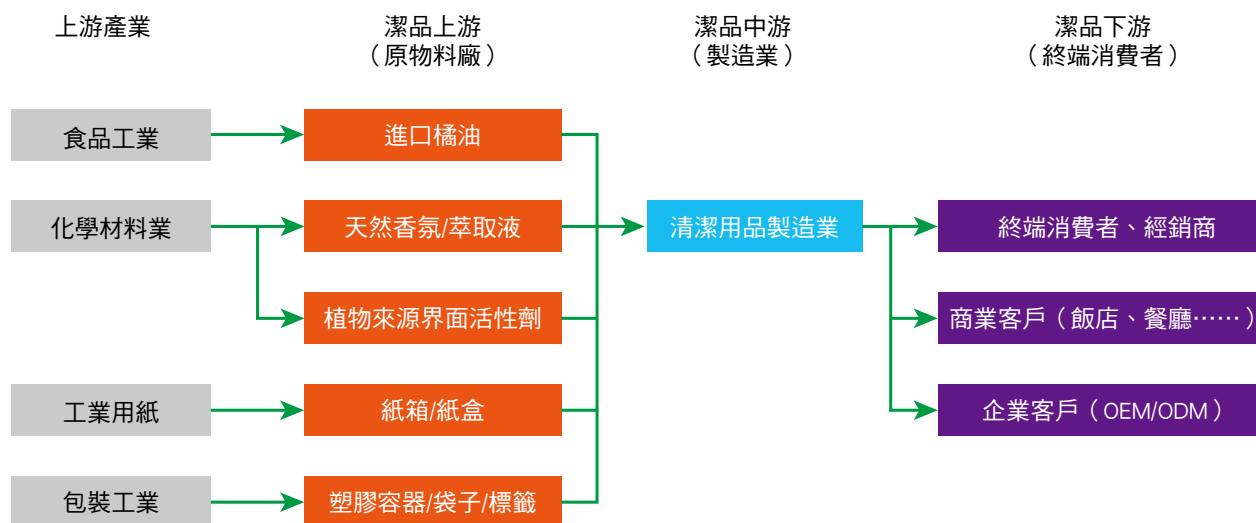 上游產業
潔品上游
（原物料廠）
潔品中游
（製造業）
潔品下游
（終端消費者）
食品工業
進口橘油
化學材料業
天然香氛/萃取液
清潔用品製造業
終端消費者、經銷商
植物來源界面活性劑
商業客戶（飯店、餐廳⋯⋯）
工業用紙
紙箱/紙盒
企業客戶（OEM/ODM）
包裝工業
塑膠容器/袋子/標籤